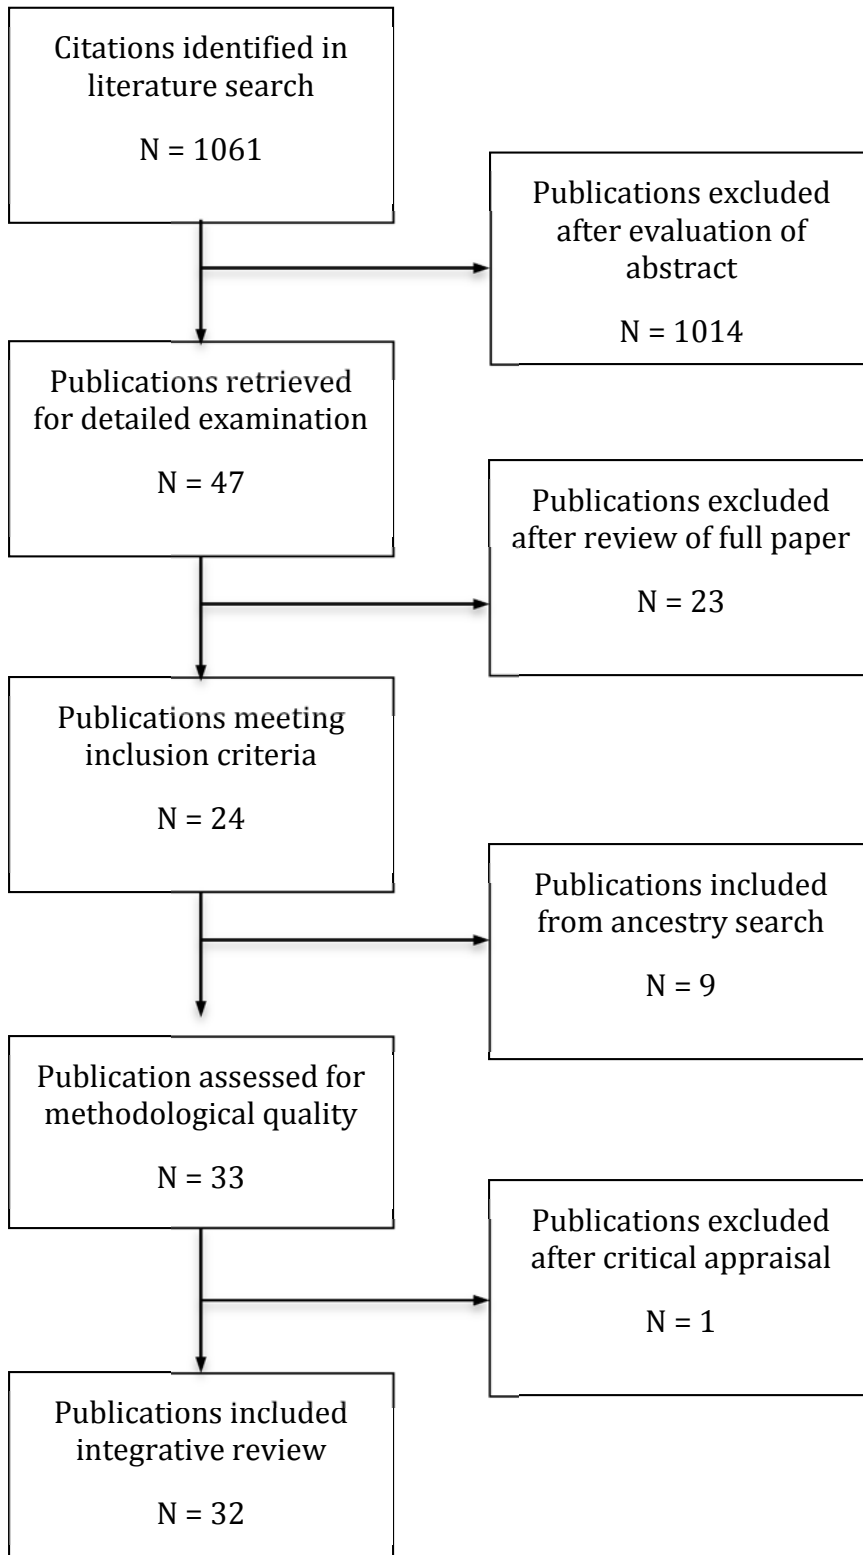 Citations identified in
literature search
N = 1061
Publications excluded
after evaluation of
abstract
N = 1014
Publications retrieved
for detailed examination
N = 47
Publications excluded
after review of full paper
N = 23
Publications meeting
inclusion criteria
N = 24
Publications included
from ancestry search
N = 9
Publication assessed for
methodological quality
N = 33
Publications excluded
after critical appraisal
N = 1
Publications included
integrative review
N = 32